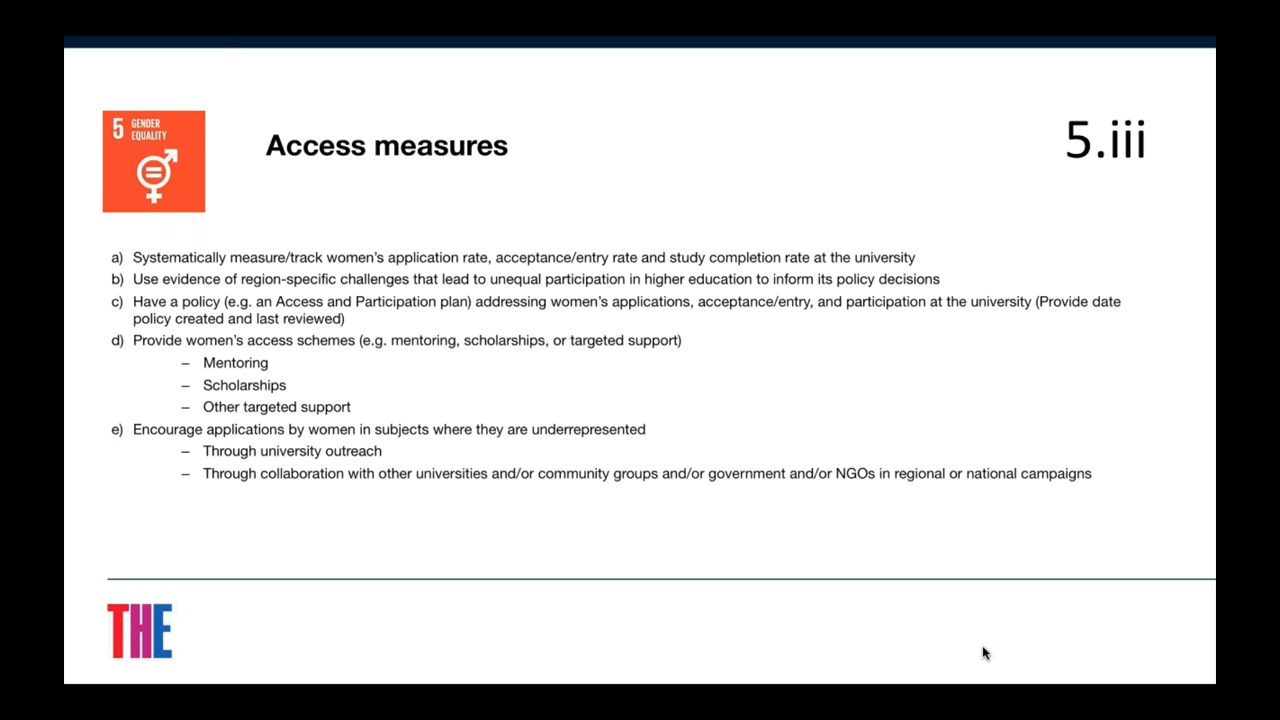 5 GENDER
EQUALITY
Access measures
5.iii
a) Systematically measure/track women's application rate, acceptance/entry rate and study completion rate at the university
b) Use evidence of region-specific challenges that lead to unequal participation in higher education to inform its policy decisions
c) Have a policy (e.g. an Access and Participation plan) addressing women's applications, acceptance/entry, and participation at the university (Provide date
policy created and last reviewed)
d) Provide women's access schemes (e.g. mentoring, scholarships, or targeted support)
– Mentoring
– Scholarships
– Other targeted support
e) Encourage applications by women in subjects where they are underrepresented
– Through university outreach
– Through collaboration with other universities and/or community groups and/or government and/or NGOs in regional or national campaigns
THE